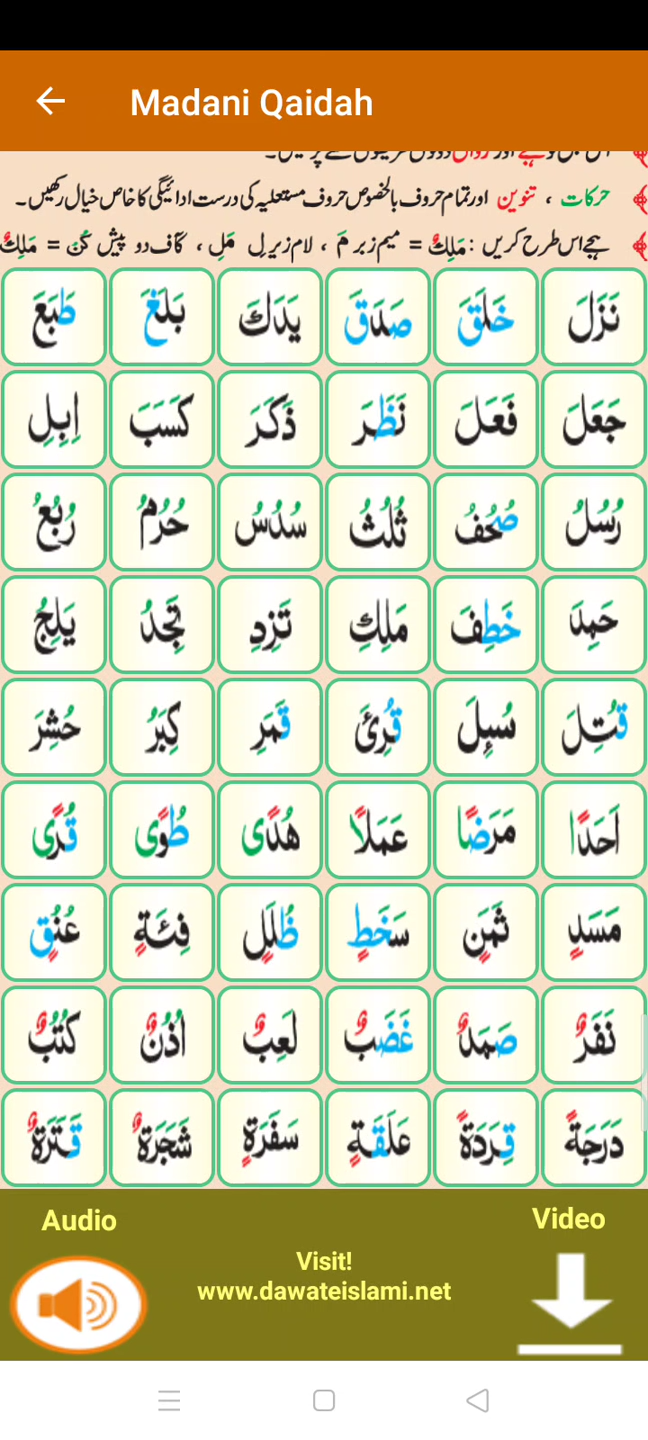 Madani Qaidah
حرکات ، تنوین اور تمام حروف بالخصوص حروف مستعلیہ کی درست ادائیگی کا خاص خیال رکھیں۔
ہجے اس طرح کریں : مَلِكٌ = میم زبر مَ ، لام زیر لِ مَلِ ، کاف دو پیش كٌ = مَلِكٌ
نَزَلَ خَلَقَ صَدَقَ يَدَكَ بَلَغَ طَبَعَ
جَعَلَ فَعَلَ نَظَرَ ذَكَرَ كَسَبَ اِبِلِ
رُسُلُ صُحُفُ ثُلُثُ سُدُسُ حُرُمُ رُبُعُ
حَمِدَ خَطِفَ مَلِكِ تَزِدِ تَجِدُ يَلِجُ
قُتِلَ سُئِلَ قُرِئَ قَمَرِ كِبَرُ حُشِرَ
اَحَدًا مَرَضًا عَمَلًا هُدًى طُوًى قُرًى
مَسَدٍ ثَمَنٍ سَخَطٍ ظُلَلٍ فِئَةٍ عُنُقٍ
نَفَرٌ صَمَدٌ غَضَبٌ لَعِبٌ اُذُنٌ كُتُبٌ
دَرَجَةً قِرَدَةً عَلَقَةٍ سَفَرَةٍ شَجَرَةٌ قَتَرَةٌ
Audio Video
Visit!
www.dawateislami.net